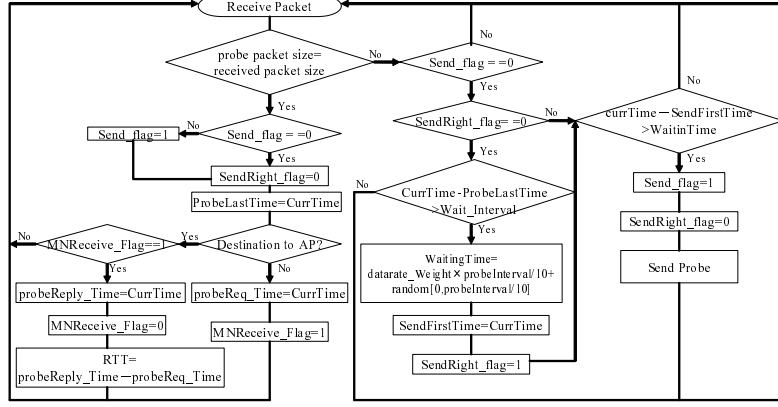 Receive Packet
probe packet size=
received packet size
No
Yes
Send_flag = =0
No
Send_flag=1
Yes
SendRight_flag=0
ProbeLastTime=CurrTime
Destination to AP?
Yes
No
MNReceive_Flag==1
No
Yes
probeReply_Time=CurrTime
MNReceive_Flag=0
RTT=
probeReply_Time－probeReq_Time
probeReq_Time=CurrTime
MNReceive_Flag=1
No
Send_flag = =0
Yes
SendRight_flag= =0
No
Yes
No
CurrTime-ProbeLastTime
>Wait_Interval
Yes
WaitingTime=
datarate_Weight×probeInterval/10+
random[0,probeInterval/10]
SendFirstTime=CurrTime
SendRight_flag=1
No
currTime－SendFirstTime
>WaitinTime
Yes
Send_flag=1
SendRight_flag=0
Send Probe